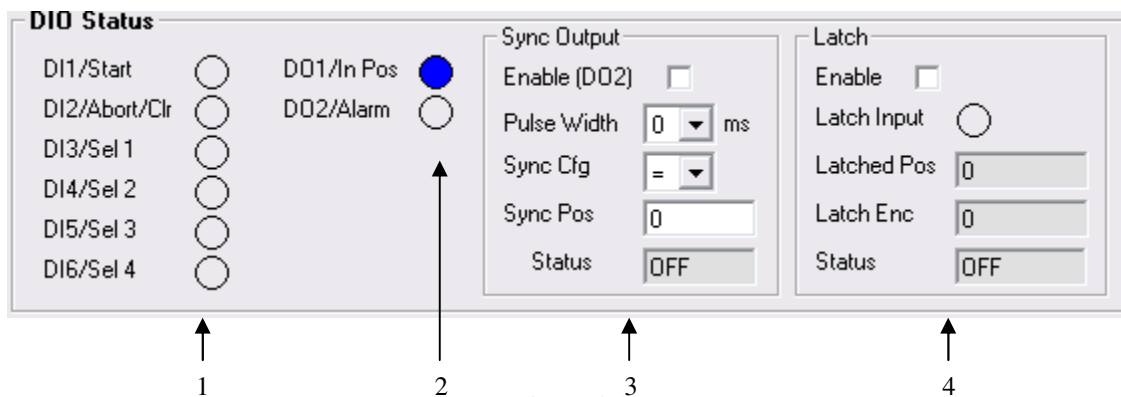 DIO Status
DI1/Start
DI2/Abort/Clr
DI3/Sel 1
DI4/Sel 2
DI5/Sel 3
DI6/Sel 4
DO1/In Pos
DO2/Alarm
Sync Output
Enable (DO2)
Pulse Width 0 ms
Sync Cfg =
Sync Pos 0
Status OFF
Latch
Enable
Latch Input
Latched Pos 0
Latch Enc 0
Status OFF
1 2 3 4